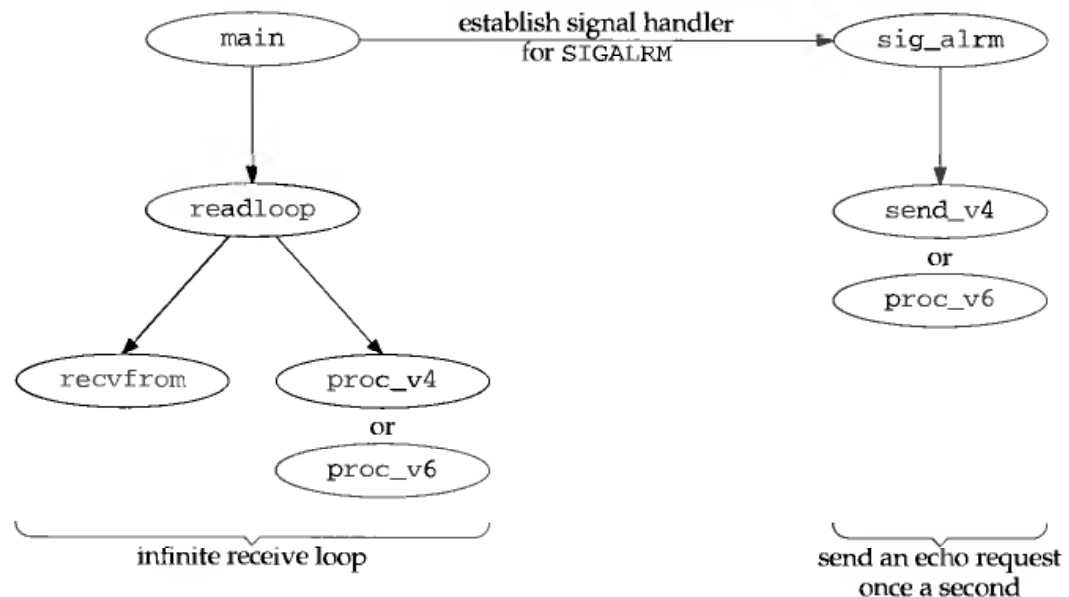 main
establish signal handler
for SIGALRM
sig_alrm
readloop
send_v4
or
proc_v6
recvfrom
proc_v4
or
proc_v6
infinite receive loop
send an echo request
once a second